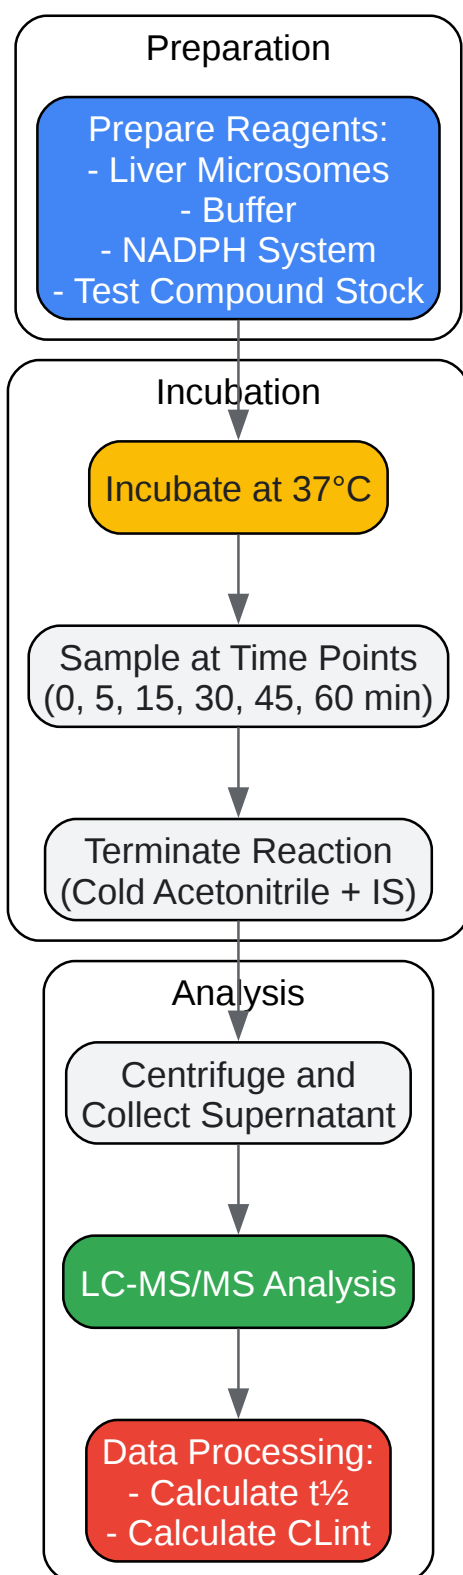 Preparation
Prepare Reagents:
- Liver Microsomes
- Buffer
- NADPH System
- Test Compound Stock
Incubation
Incubate at 37°C
Sample at Time Points
(0, 5, 15, 30, 45, 60 min)
Terminate Reaction
(Cold Acetonitrile + IS)
Analysis
Centrifuge and
Collect Supernatant
LC-MS/MS Analysis
Data Processing:
- Calculate t½
- Calculate CLint